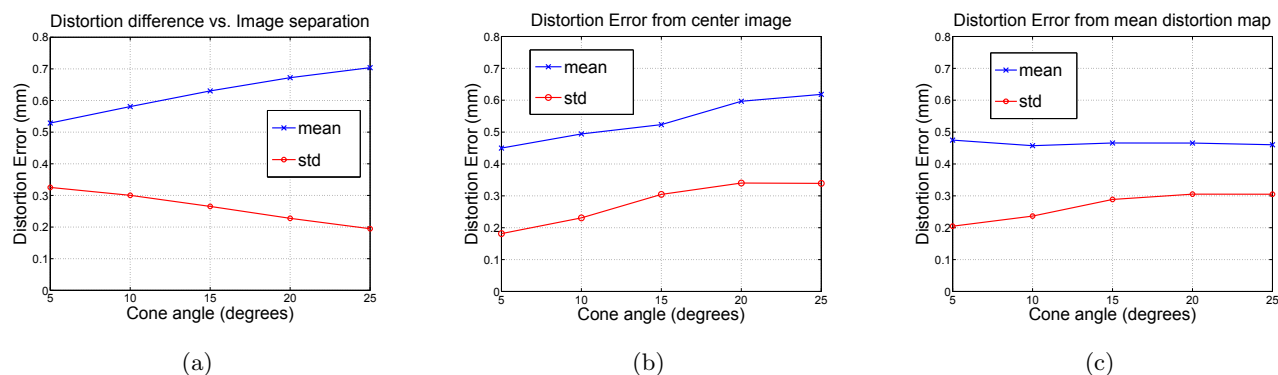 Distortion difference vs. Image separation
0.8
0.7
0.6
0.5
0.4
0.3
0.2
0.1
0
Distortion Error (mm)
mean
std
5 10 15 20 25
Cone angle (degrees)
(a)
Distortion Error from center image
0.8
0.7
0.6
0.5
0.4
0.3
0.2
0.1
0
Distortion Error (mm)
mean
std
5 10 15 20 25
Cone angle (degrees)
(b)
Distortion Error from mean distortion map
0.8
0.7
0.6
0.5
0.4
0.3
0.2
0.1
0
Distortion Error (mm)
mean
std
5 10 15 20 25
Cone angle (degrees)
(c)